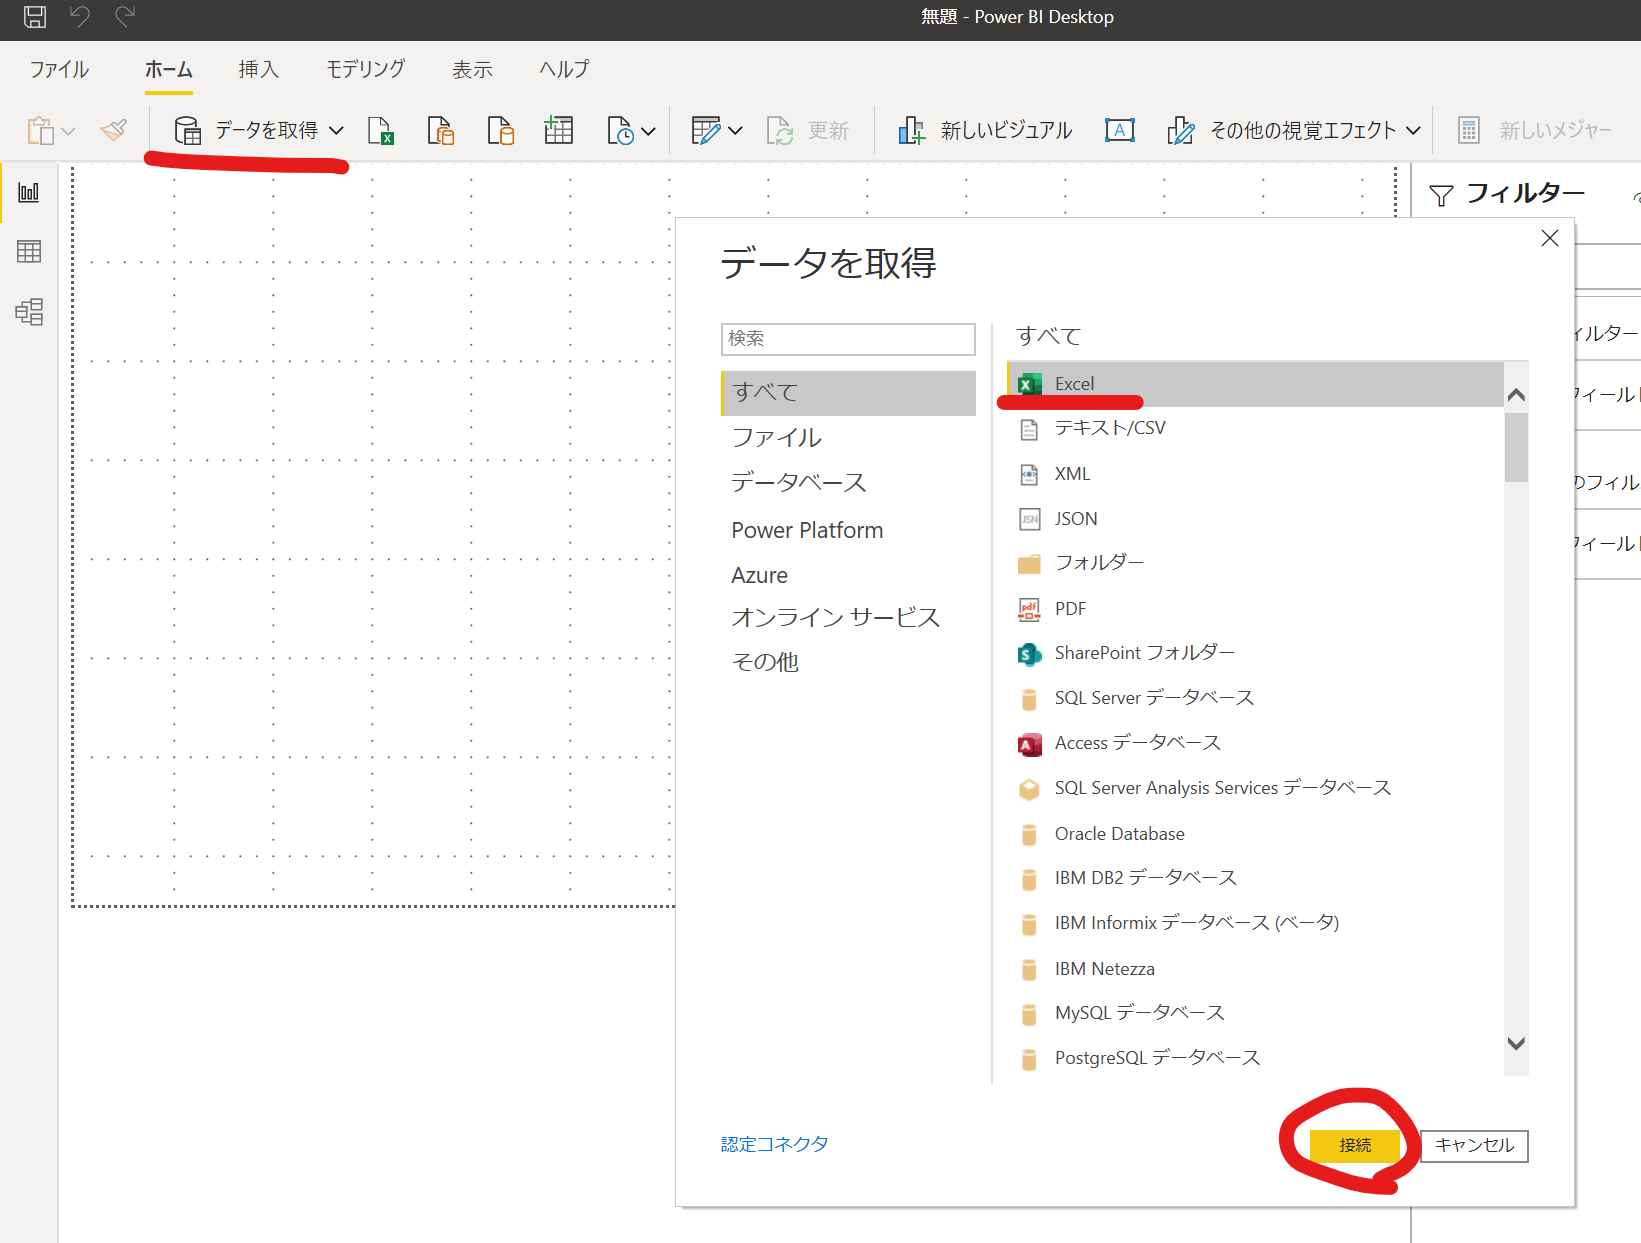 無題 - Power BI Desktop
ファイル ホーム 挿入 モデリング 表示 ヘルプ
データを取得 更新 新しいビジュアル A その他の視覚エフェクト 新しいメジャー
フィルター
データを取得
検索
すべて
ファイル
データベース
Power Platform
Azure
オンライン サービス
その他
すべて
Excel
テキスト/CSV
XML
JSON
フォルダー
PDF
SharePoint フォルダー
SQL Server データベース
Access データベース
SQL Server Analysis Services データベース
Oracle Database
IBM DB2 データベース
IBM Informix データベース (ベータ)
IBM Netezza
MySQL データベース
PostgreSQL データベース
認定コネクタ
接続 キャンセル
ィルター
フィールド
のフィル
フィールド